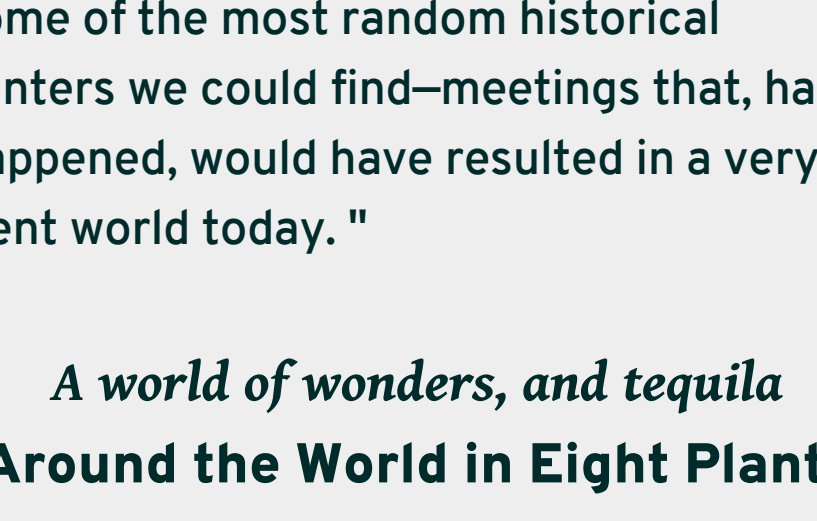 ome of the most random historical
nters we could find—meetings that, ha
appened, would have resulted in a very
ent world today. "
A world of wonders, and tequila
Around the World in Eight Plant